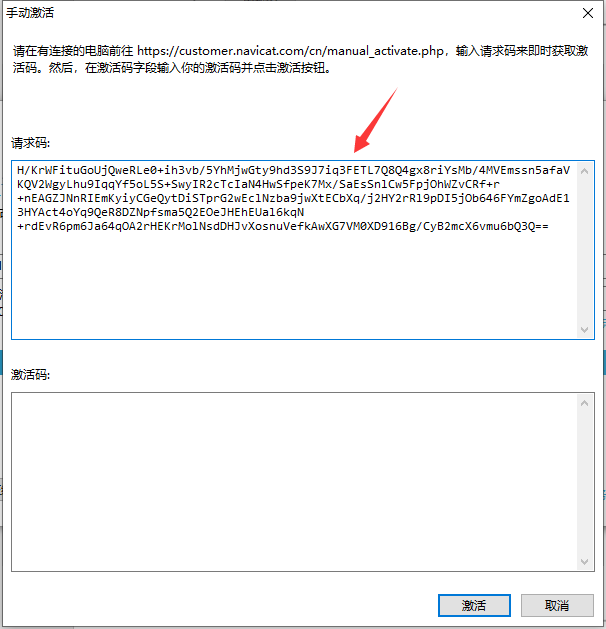 手动激活
请在有连接的电脑前往 https://customer.navicat.com/cn/manual_activate.php，输入请求码来即时获取激
活码。然后，在激活码字段输入你的激活码并点击激活按钮。
请求码:
H/KrWFituGoUjQweRLe0+ih3vb/5YhMjwGty9hd3S9J7iq3FETL7Q8Q4gx8riYsMb/4MVEmssn5afaV
KQV2WgyLhu9IqqYf5oL5S+SwyIR2cTcIaN4HwSfpeK7Mx/SaEsSnlCw5FpjOhWZvCRf+r
+nEAGZJNnRIEmKyiyCGeQytDiSTprG2wEclNzba9jwXtECbXq/j2HY2rRl9pDI5jOb646FYmZgoAdE1
3HYAct4oYq9QeR8DZNpfsma5Q2EOeJHEhEUal6kqN
+rdEvR6pm6Ja64qOA2rHEKrMolNsdDHJvXosnuVefkAwXG7VM0XD916Bg/CyB2mcX6vmu6bQ3Q==
激活码:
激活
取消